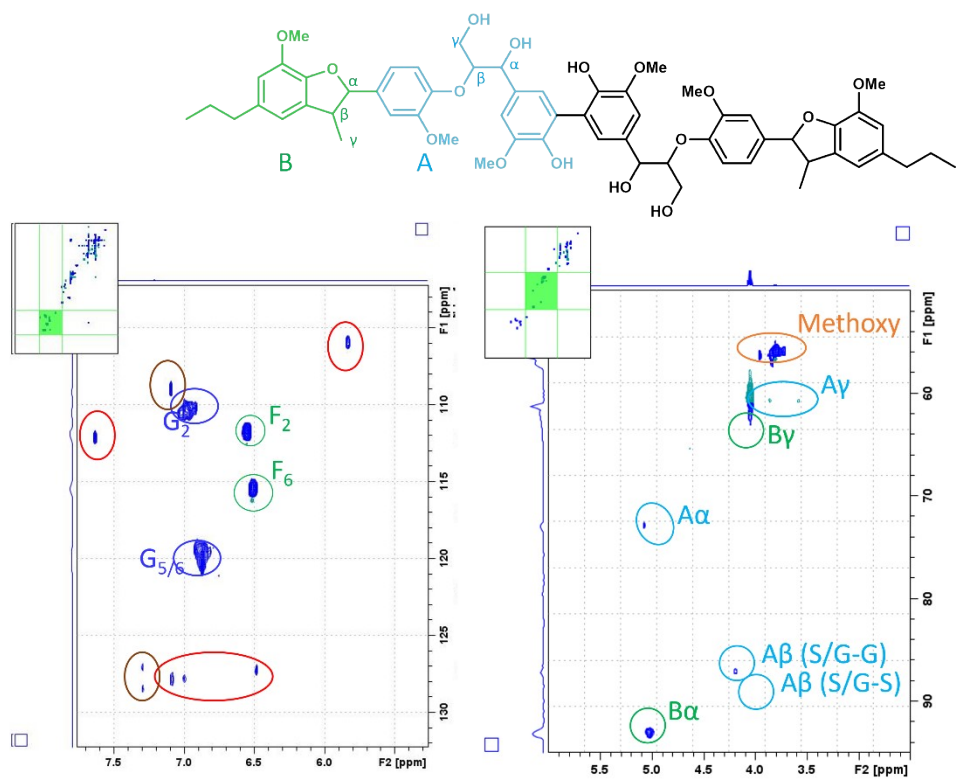 OMe
O
α
β
γ
B
OH
γ
β
OH
α
O
OMe
A
MeO
OH
HO
OMe
HO
HO
O
MeO
O
OMe
F1 [ppm]
110
115
120
125
130
7.5
7.0
6.5
6.0
F2 [ppm]
G2
F2
F6
G5/6
F1 [ppm]
60
70
80
90
5.5
5.0
4.5
4.0
3.5
F2 [ppm]
Methoxy
Aγ
Bγ
Aα
Aβ (S/G-G)
Aβ (S/G-S)
Bα